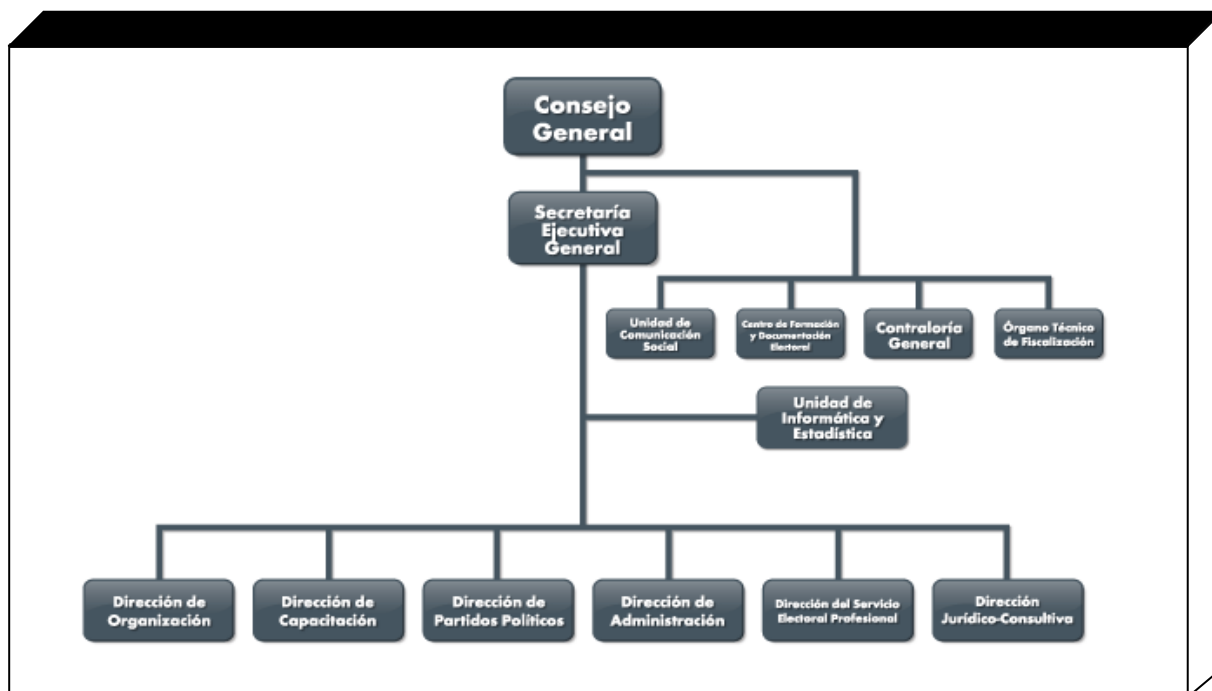 Consejo
General
Secretaría
Ejecutiva
General
Unidad de
Comunicación
Social
Centro de Formación
y Documentación
Electoral
Contraloría
General
Órgano Técnico
de Fiscalización
Unidad de
Informática y
Estadística
Dirección de
Organización
Dirección de
Capacitación
Dirección de
Partidos Políticos
Dirección de
Administración
Dirección del Servicio
Electoral Profesional
Dirección
Jurídico-Consultiva